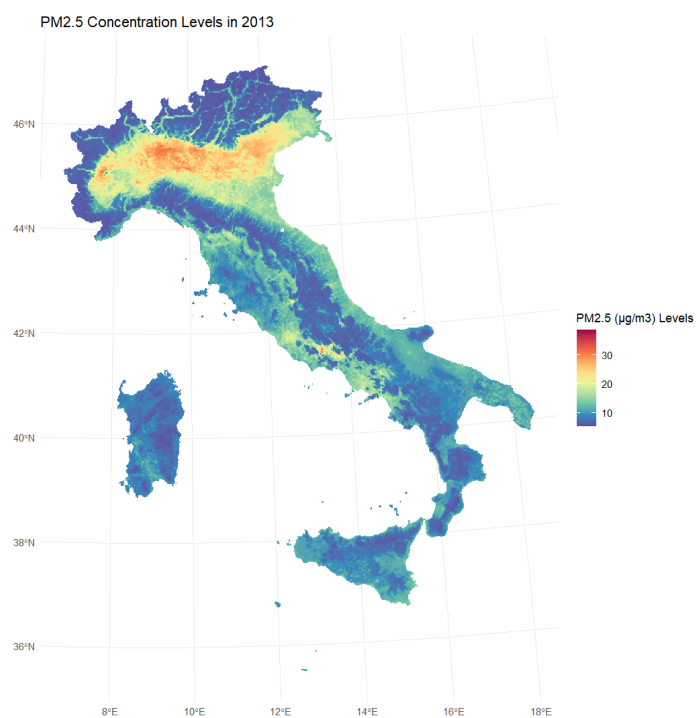 PM2.5 Concentration Levels in 2013
46°N
44°N
42°N
40°N
38°N
36°N
8°E
10°E
12°E
14°E
16°E
18°E
PM2.5 (µg/m3) Levels
30
20
10